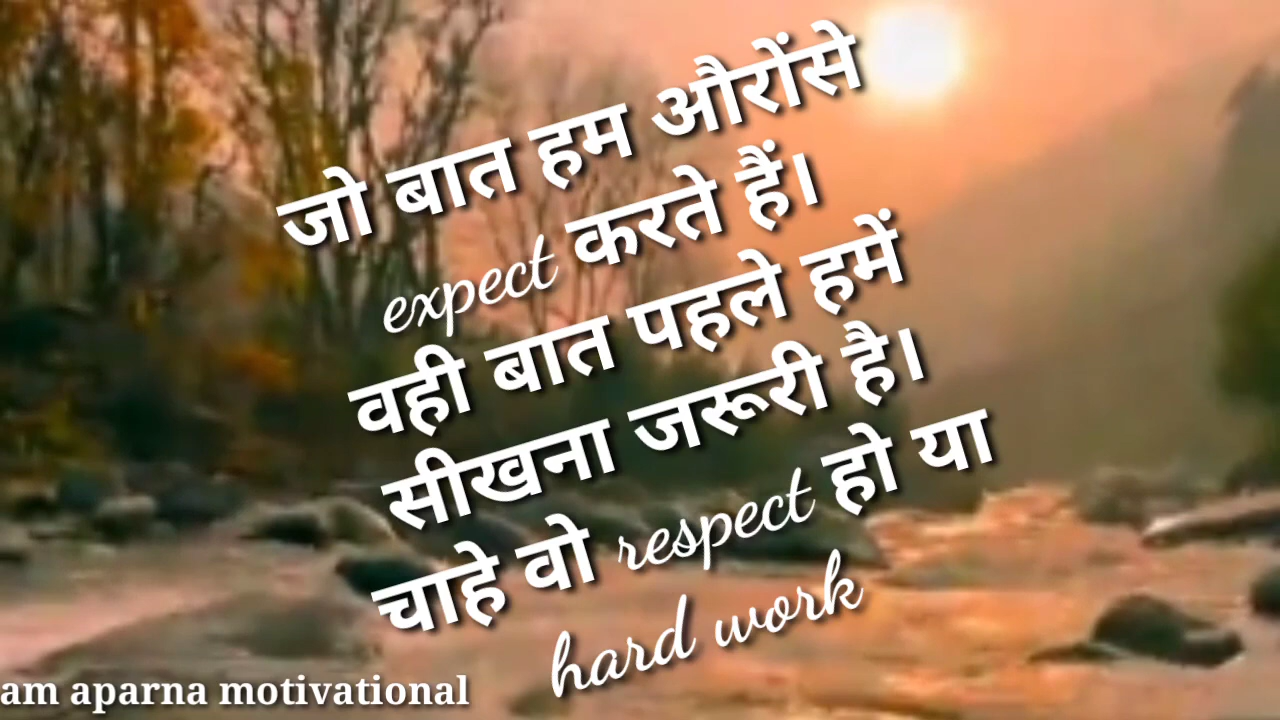 जो बात हम औरोंसे
expect करते हैं।
वही बात पहले हमें
सीखना जरूरी है।
चाहे वो respect हो या
hard work
am aparna motivational